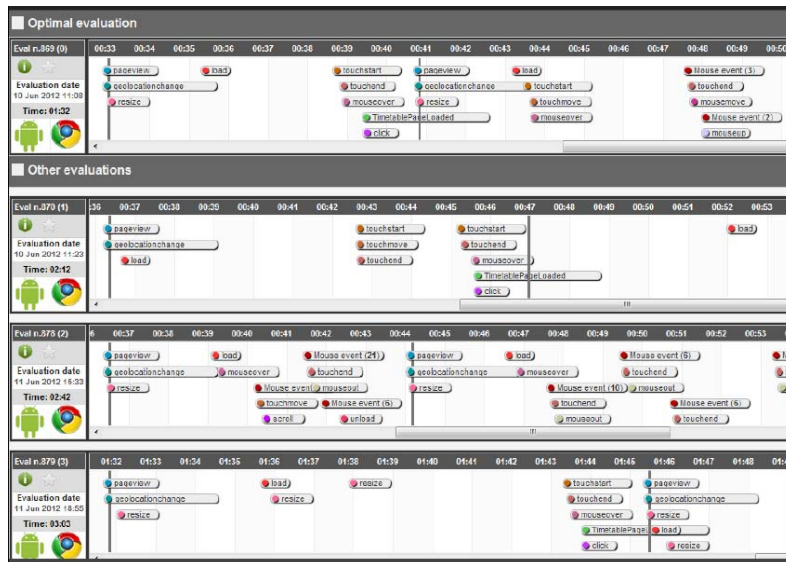 Optimal evaluation
Eval n.869 (0) 00:33 00:34 00:35 00:36 00:37 00:38 00:39 00:40 00:41 00:42 00:43 00:44 00:45 00:46 00:47 00:48 00:49 00:50
pageview load) touchstart pageview load) Mouse event (3)
Evaluation date geolocationchange touchend geolocationchange touchstart touchend
10 Jun 2012 11:08 resize mouseover resize touchmove mousemove
Time: 01:32 TimetablePageLoaded mouseover Mouse event (2)
click mouseup
Other evaluations
Eval n.870 (1) :36 00:37 00:38 00:39 00:40 00:41 00:42 00:43 00:44 00:45 00:46 00:47 00:48 00:49 00:50 00:51 00:52 00:53
pageview touchstart touchstart load)
Evaluation date geolocationchange touchmove touchend
10 Jun 2012 11:23 load) touchend mouseover
Time: 02:12 TimetablePageLoaded
click
Eval n.878 (2) 6 00:37 00:38 00:39 00:40 00:41 00:42 00:43 00:44 00:45 00:46 00:47 00:48 00:49 00:50 00:51 00:52 00:53
pageview load) Mouse event (21) pageview load) Mouse event (6) M
Evaluation date geolocationchange mouseover touchend geolocationchange mouseover touchend
11 Jun 2012 15:33 resize Mouse event mouseout resize Mouse event (10) mouseout
Time: 02:42 touchmove Mouse event (6) touchend Mouse event (6)
scroll unload mouseout touchend
Eval n.879 (3) 01:32 01:33 01:34 01:35 01:36 01:37 01:38 01:39 01:40 01:41 01:42 01:43 01:44 01:45 01:46 01:47 01:48 01:4
pageview load) resize touchstart pageview
Evaluation date geolocationchange resize touchend geolocationchange
11 Jun 2012 18:55 resize mouseover resize
Time: 03:03 TimetablePageL load)
click resize